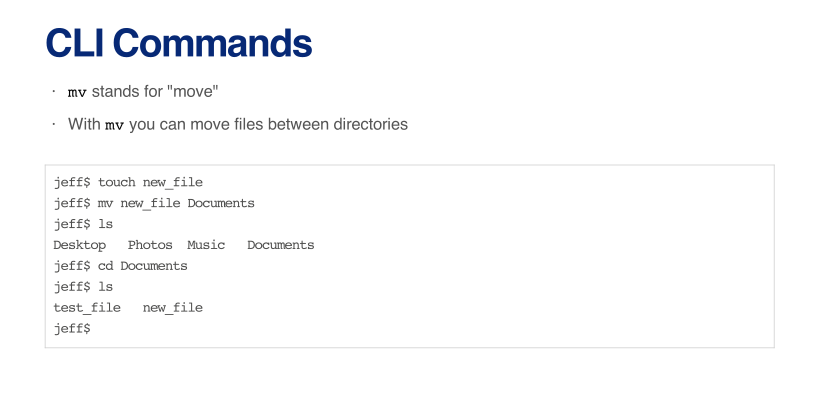 CLI Commands
· mv stands for "move"
· With mv you can move files between directories
jeff$ touch new_file
jeff$ mv new_file Documents
jeff$ ls
Desktop   Photos  Music   Documents
jeff$ cd Documents
jeff$ ls
test_file   new_file
jeff$